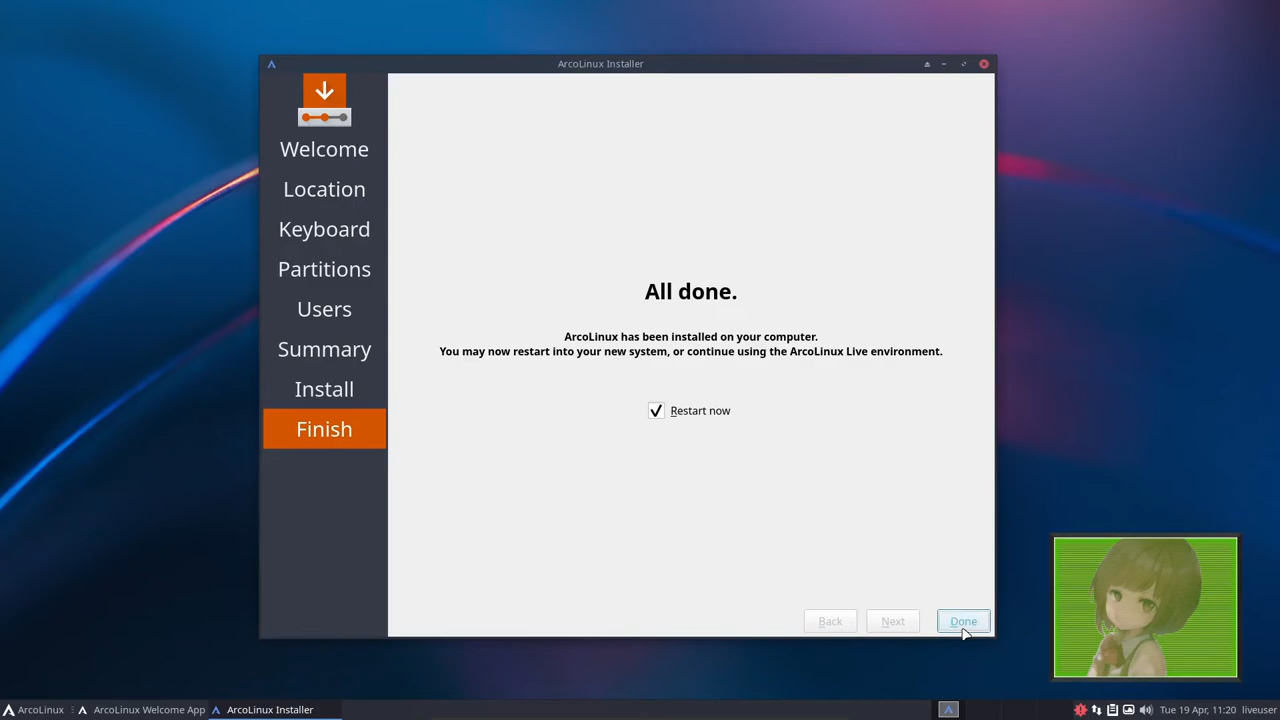 ArcoLinux Installer
Welcome
Location
Keyboard
Partitions
Users
Summary
Install
Finish
All done.
ArcoLinux has been installed on your computer.
You may now restart into your new system, or continue using the ArcoLinux Live environment.
Restart now
Back
Next
Done
ArcoLinux
ArcoLinux Welcome App
ArcoLinux Installer
Tue 19 Apr, 11:20
liveuser